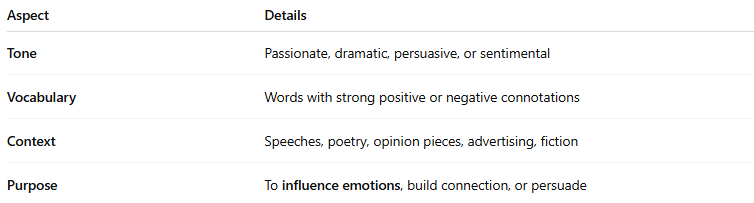 Aspect Details
Tone Passionate, dramatic, persuasive, or sentimental
Vocabulary Words with strong positive or negative connotations
Context Speeches, poetry, opinion pieces, advertising, fiction
Purpose To influence emotions, build connection, or persuade